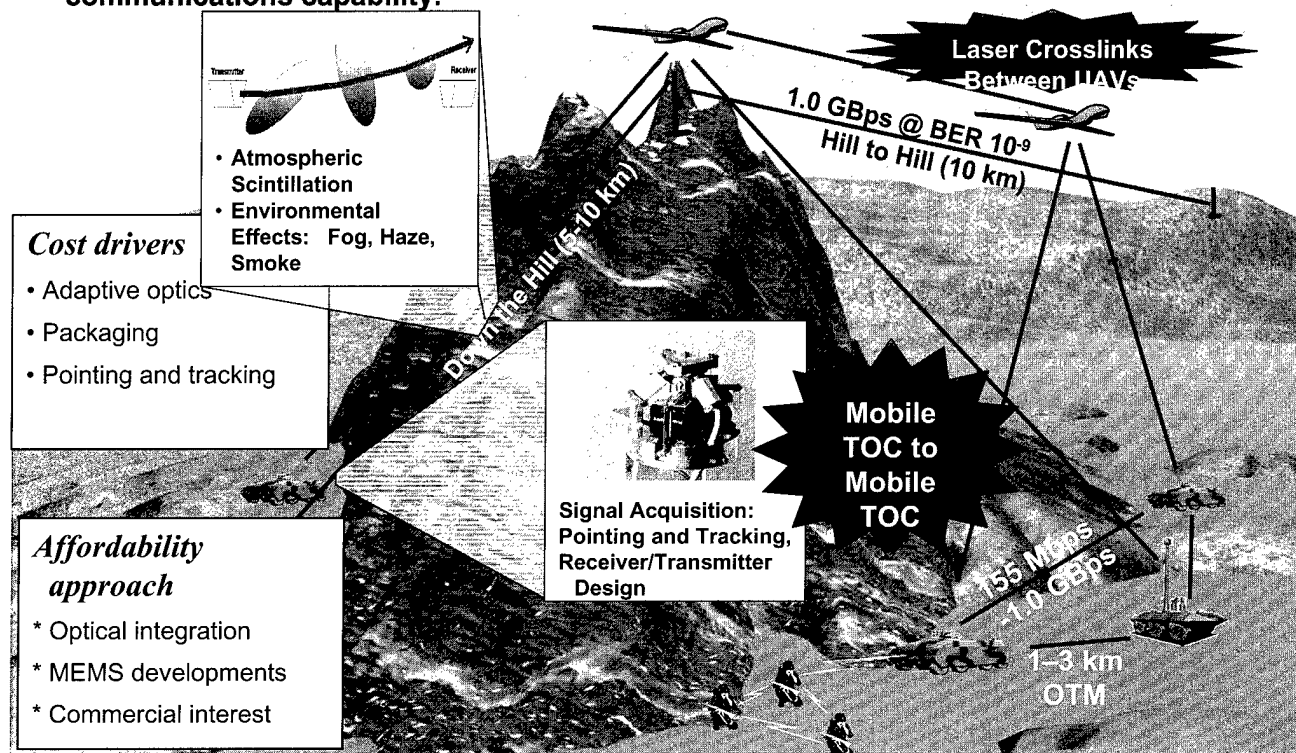 communications capability.
Transmitter
Receiver
• Atmospheric
Scintillation
• Environmental
Effects: Fog, Haze,
Smoke
Laser Crosslinks
Between UAVs
1.0 GBps @ BER 10⁻⁹
Hill to Hill (10 km)
Cost drivers
• Adaptive optics
• Packaging
• Pointing and tracking
Down the Hill (5-10 km)
Signal Acquisition:
Pointing and Tracking,
Receiver/Transmitter
Design
Mobile
TOC to
Mobile
TOC
Affordability
approach
* Optical integration
* MEMS developments
* Commercial interest
155 Mbps
-1.0 GBps
1–3 km
OTM